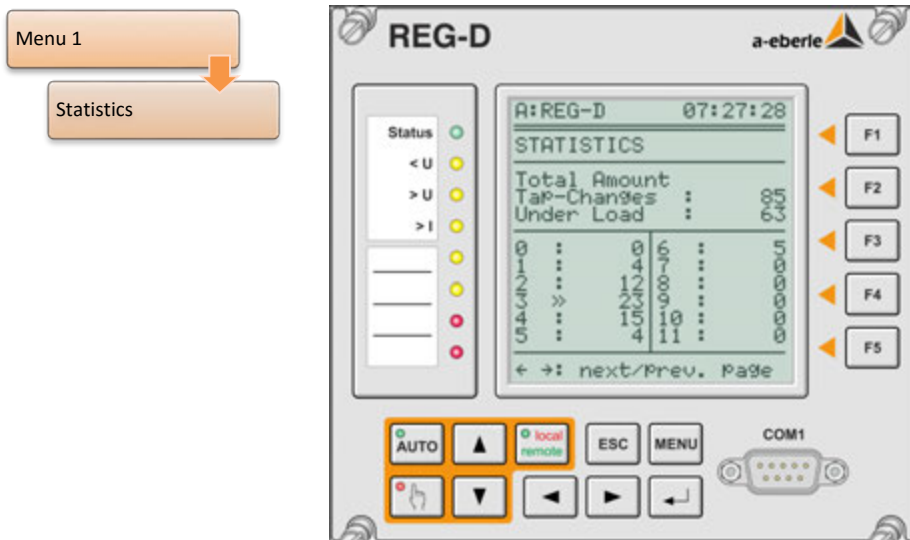 Menu 1
Statistics
REG-D
a-eberle
Status
< U
> U
> I
A:REG-D 07:27:28
STATISTICS
Total Amount
Tap-Changes : 85
Under Load : 63
0 : 0 6 : 5
1 : 4 7 : 0
2 : 12 8 : 0
3 » 23 9 : 0
4 : 15 10 : 0
5 : 4 11 : 0
← →: next/prev. page
F1
F2
F3
F4
F5
AUTO
local
remote
ESC
MENU
COM1